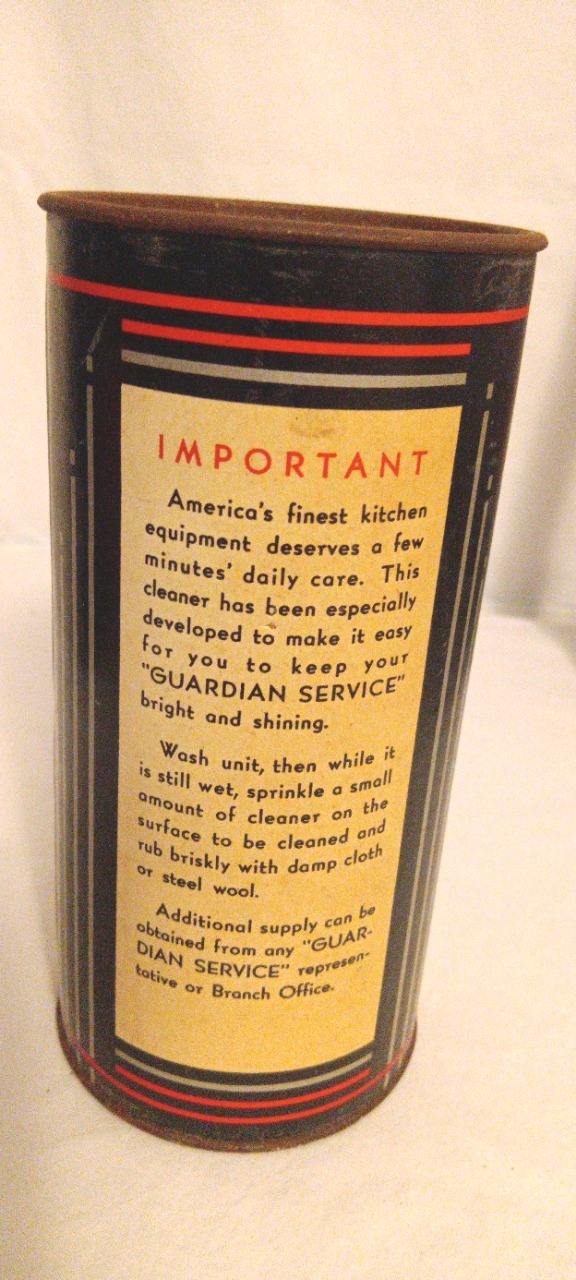 IMPORTANT
America's finest kitchen
equipment deserves a few
minutes' daily care. This
cleaner has been especially
developed to make it easy
for you to keep your
"GUARDIAN SERVICE"
bright and shining.
Wash unit, then while it
is still wet, sprinkle a small
amount of cleaner on the
surface to be cleaned and
rub briskly with damp cloth
or steel wool.
Additional supply can be
obtained from any "GUAR-
DIAN SERVICE" represen-
tative or Branch Office.